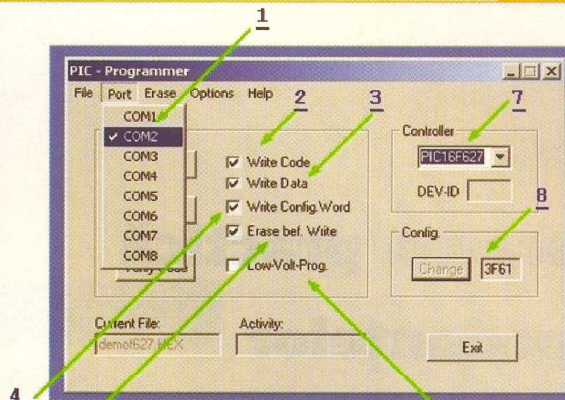 1
PIC - Programmer
File Port Erase Options Help
2
3
7
COM1
COM2
COM3
COM4
COM5
COM6
COM7
COM8
Write Code
Write Data
Write Config.Word
Erase bef. Write
Low-Volt-Prog.
Controller
PIC16F627
DEV-ID
8
Config.
Change 3F61
Current File:
demof627.HEX
Activity:
Exit
4